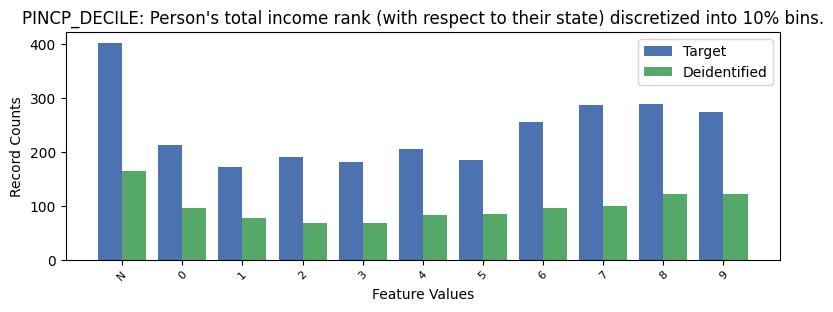 PINCP_DECILE: Person's total income rank (with respect to their state) discretized into 10% bins.
Target
Deidentified
Record Counts
400
300
200
100
0
N 0 1 2 3 4 5 6 7 8 9
Feature Values